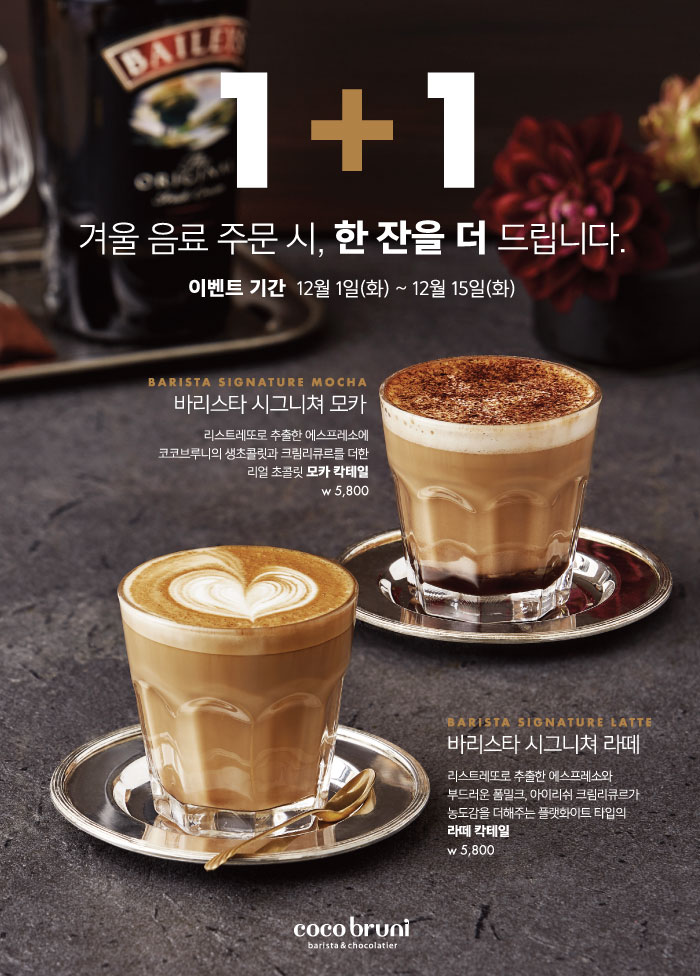 BAILEYS
ORIGINAL
1+1
겨울 음료 주문 시, 한 잔을 더 드립니다.
이벤트 기간 12월 1일(화) ~ 12월 15일(화)
BARISTA SIGNATURE MOCHA
바리스타 시그니쳐 모카
리스트레또로 추출한 에스프레소에
코코브루니의 생초콜릿과 크림리큐르를 더한
리얼 초콜릿 모카 칵테일
₩ 5,800
BARISTA SIGNATURE LATTE
바리스타 시그니쳐 라떼
리스트레또로 추출한 에스프레소와
부드러운 폼밀크, 아이리쉬 크림리큐르가
농도감을 더해주는 플랫화이트 타입의
라떼 칵테일
₩ 5,800
coco bruni
barista & chocolatier